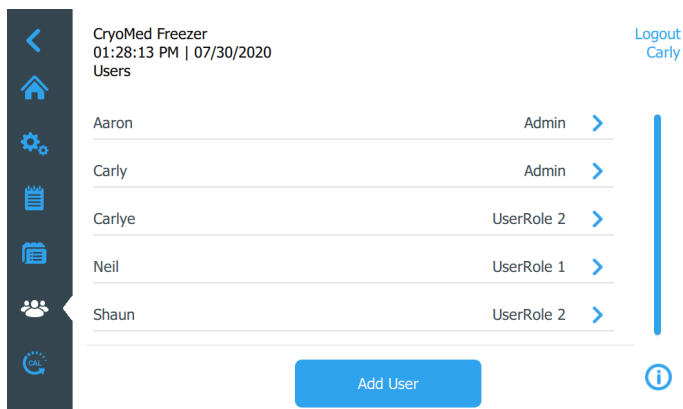 CryoMed Freezer
01:28:13 PM | 07/30/2020
Users
Logout
Carly
Aaron Admin
Carly Admin
Carlye UserRole 2
Neil UserRole 1
Shaun UserRole 2
CAL
Add User